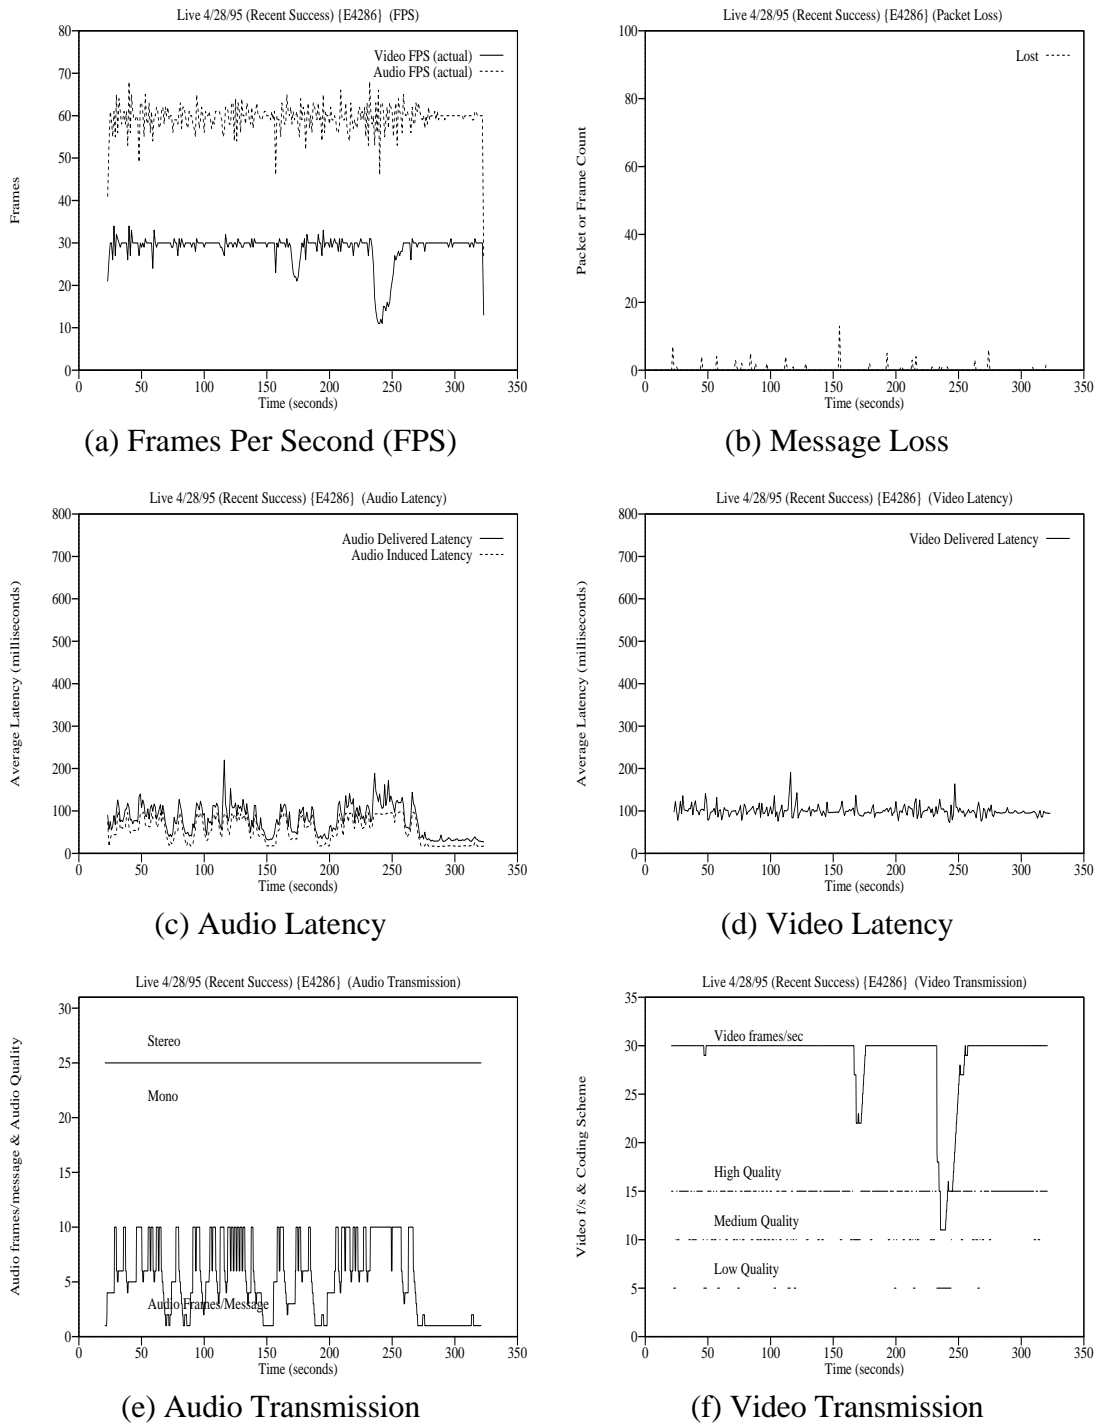 Live 4/28/95 (Recent Success) {E4286} (FPS)
80
70
60
50
40
30
20
10
0
Frames
Video FPS (actual)
Audio FPS (actual)
0 50 100 150 200 250 300 350
Time (seconds)
(a) Frames Per Second (FPS)
Live 4/28/95 (Recent Success) {E4286} (Packet Loss)
100
80
60
40
20
0
Packet or Frame Count
Lost
0 50 100 150 200 250 300 350
Time (seconds)
(b) Message Loss
Live 4/28/95 (Recent Success) {E4286} (Audio Latency)
800
700
600
500
400
300
200
100
0
Average Latency (milliseconds)
Audio Delivered Latency
Audio Induced Latency
0 50 100 150 200 250 300 350
Time (seconds)
(c) Audio Latency
Live 4/28/95 (Recent Success) {E4286} (Video Latency)
800
700
600
500
400
300
200
100
0
Average Latency (milliseconds)
Video Delivered Latency
0 50 100 150 200 250 300 350
Time (seconds)
(d) Video Latency
Live 4/28/95 (Recent Success) {E4286} (Audio Transmission)
30
25
20
15
10
5
0
Audio frames/message & Audio Quality
Stereo
Mono
Audio Frames/Message
0 50 100 150 200 250 300 350
Time (seconds)
(e) Audio Transmission
Live 4/28/95 (Recent Success) {E4286} (Video Transmission)
35
30
25
20
15
10
5
0
Video f/s & Coding Scheme
Video frames/sec
High Quality
Medium Quality
Low Quality
0 50 100 150 200 250 300 350
Time (seconds)
(f) Video Transmission